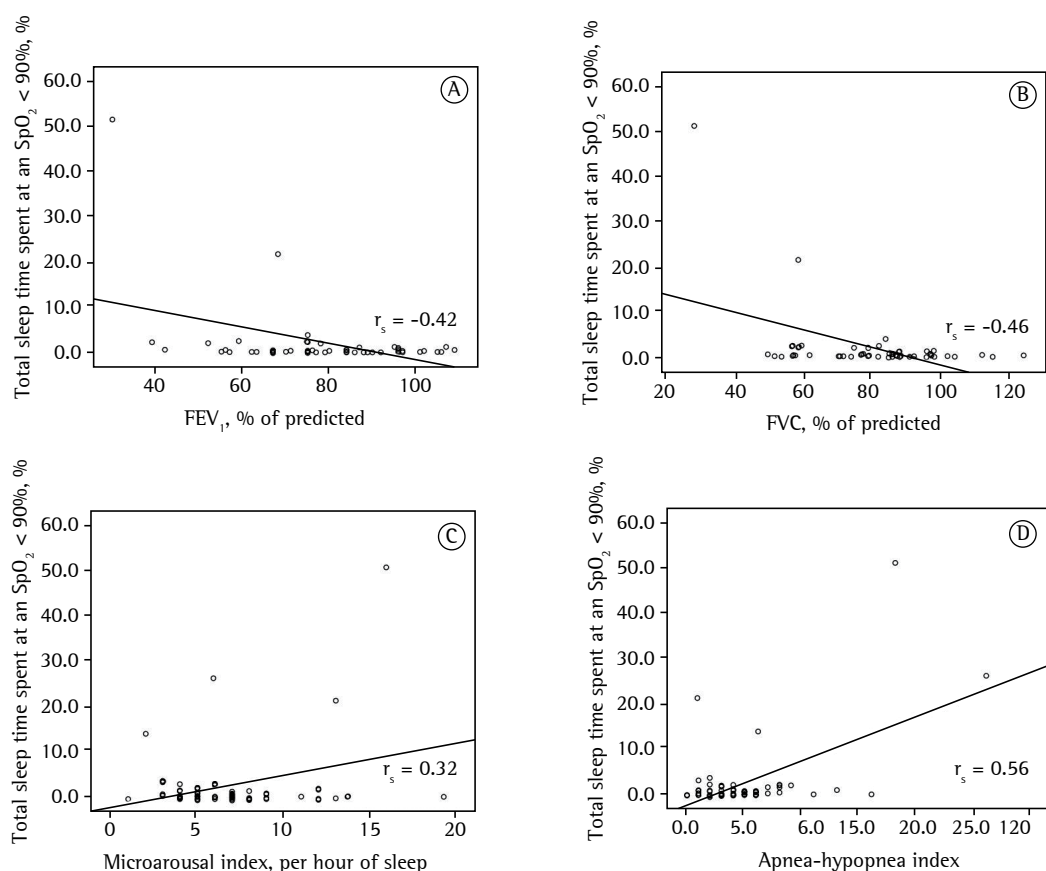 Total sleep time spent at an SpO₂ < 90%, %
60.0
50.0
40.0
30.0
20.0
10.0
0.0
A
rₛ = -0.42
40 60 80 100
FEV₁, % of predicted
Total sleep time spent at an SpO₂ < 90%, %
60.0
50.0
40.0
30.0
20.0
10.0
0.0
B
rₛ = -0.46
20 40 60 80 100 120
FVC, % of predicted
Total sleep time spent at an SpO₂ < 90%, %
60.0
50.0
40.0
30.0
20.0
10.0
0.0
C
rₛ = 0.32
0 5 10 15 20
Microarousal index, per hour of sleep
Total sleep time spent at an SpO₂ < 90%, %
60.0
50.0
40.0
30.0
20.0
10.0
0.0
D
rₛ = 0.56
0.0 5.0 6.0 15.0 20.0 25.0 120
Apnea-hypopnea index